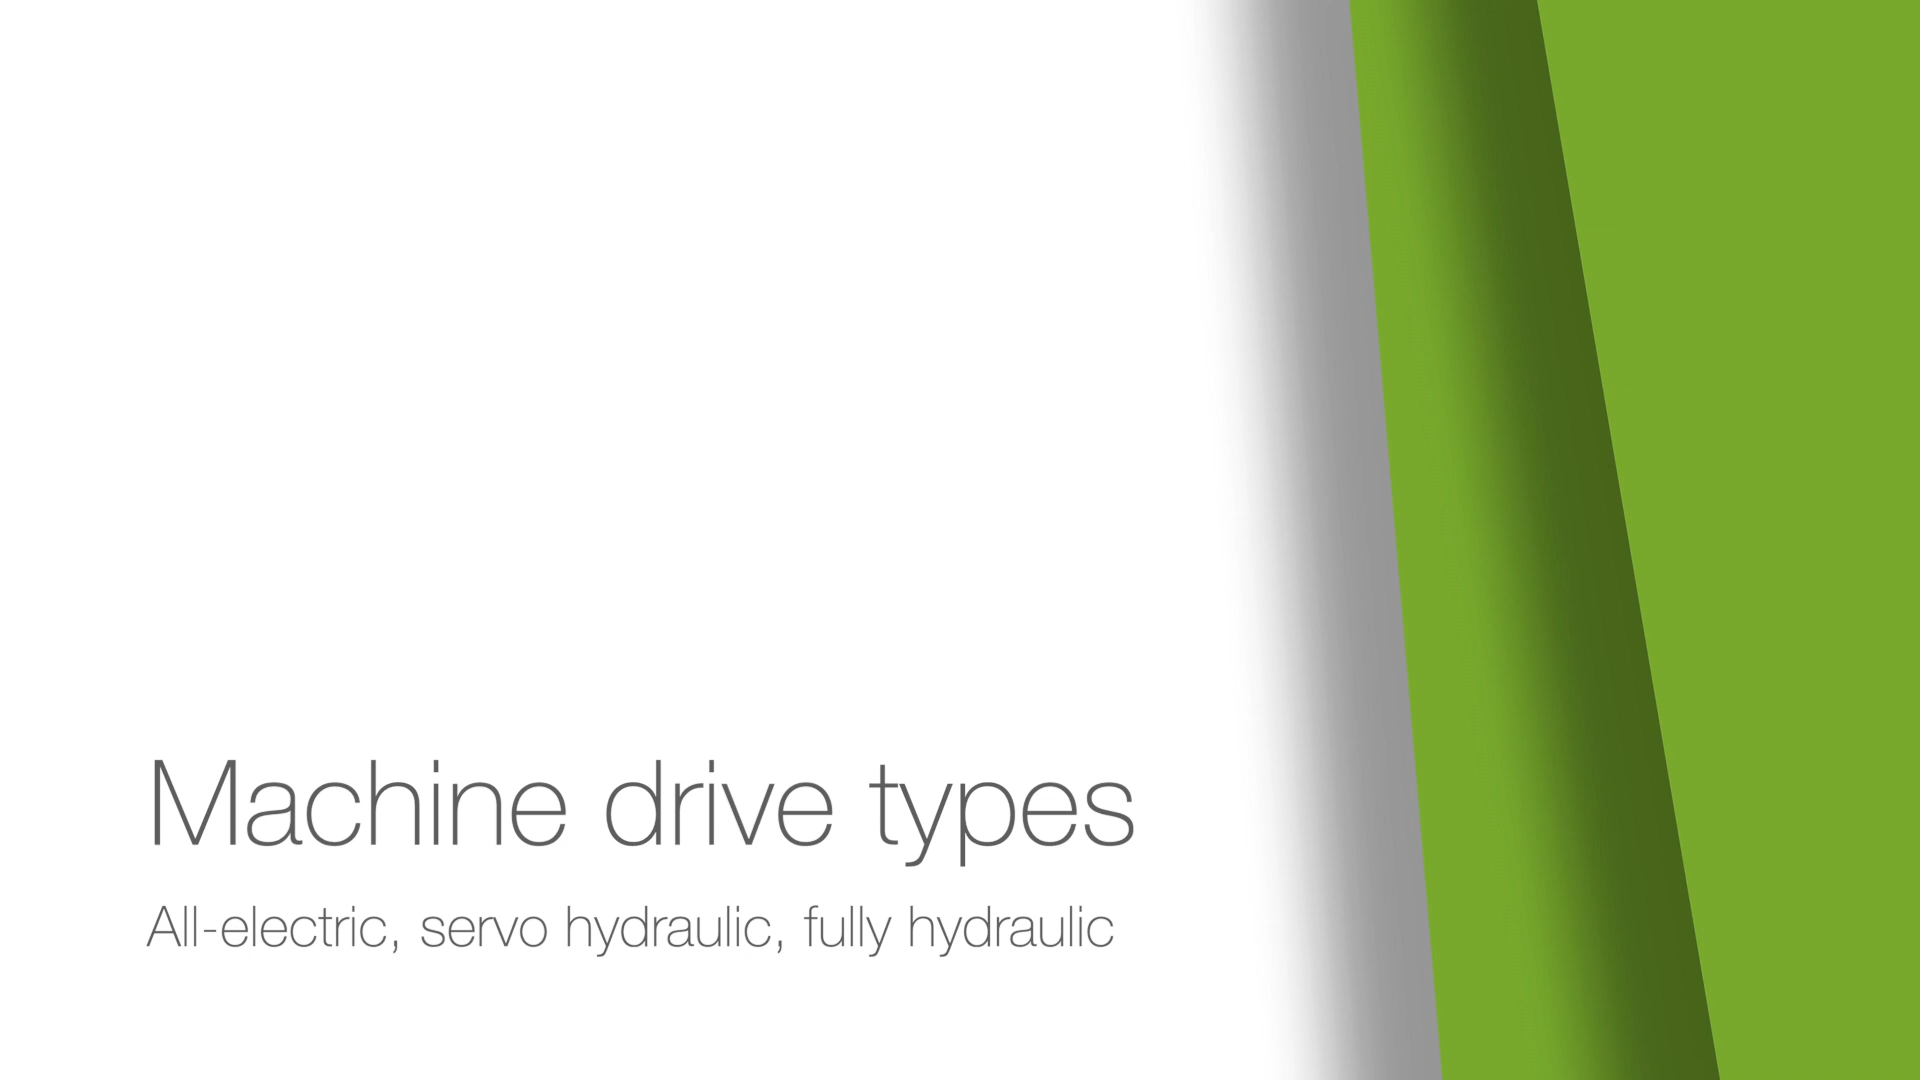 Machine drive types
All-electric, servo hydraulic, fully hydraulic